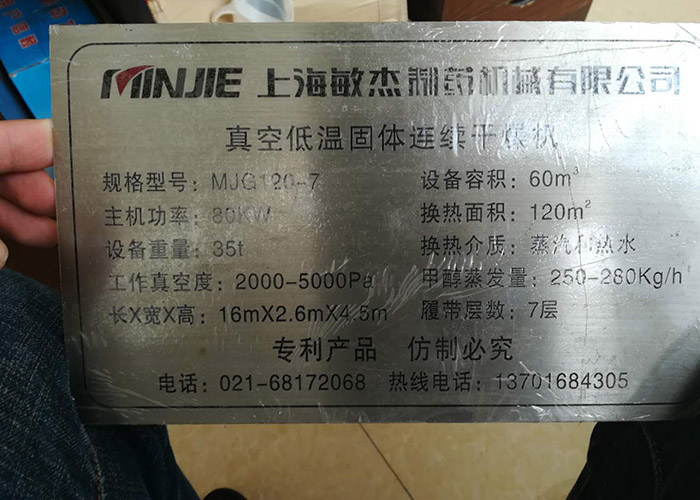 MINJIE 上海敏杰制药机械有限公司
真空低温固体连续干燥机
规格型号：MJG120-7 设备容积：60m³
主机功率：80KW 换热面积：120m²
设备重量：35t 换热介质：蒸汽和热水
工作真空度：2000-5000Pa 甲醇蒸发量：250-280Kg/h
长X宽X高：16mX2.6mX4.5m 履带层数：7层
专利产品 仿制必究
电话：021-68172068 热线电话：13701684305